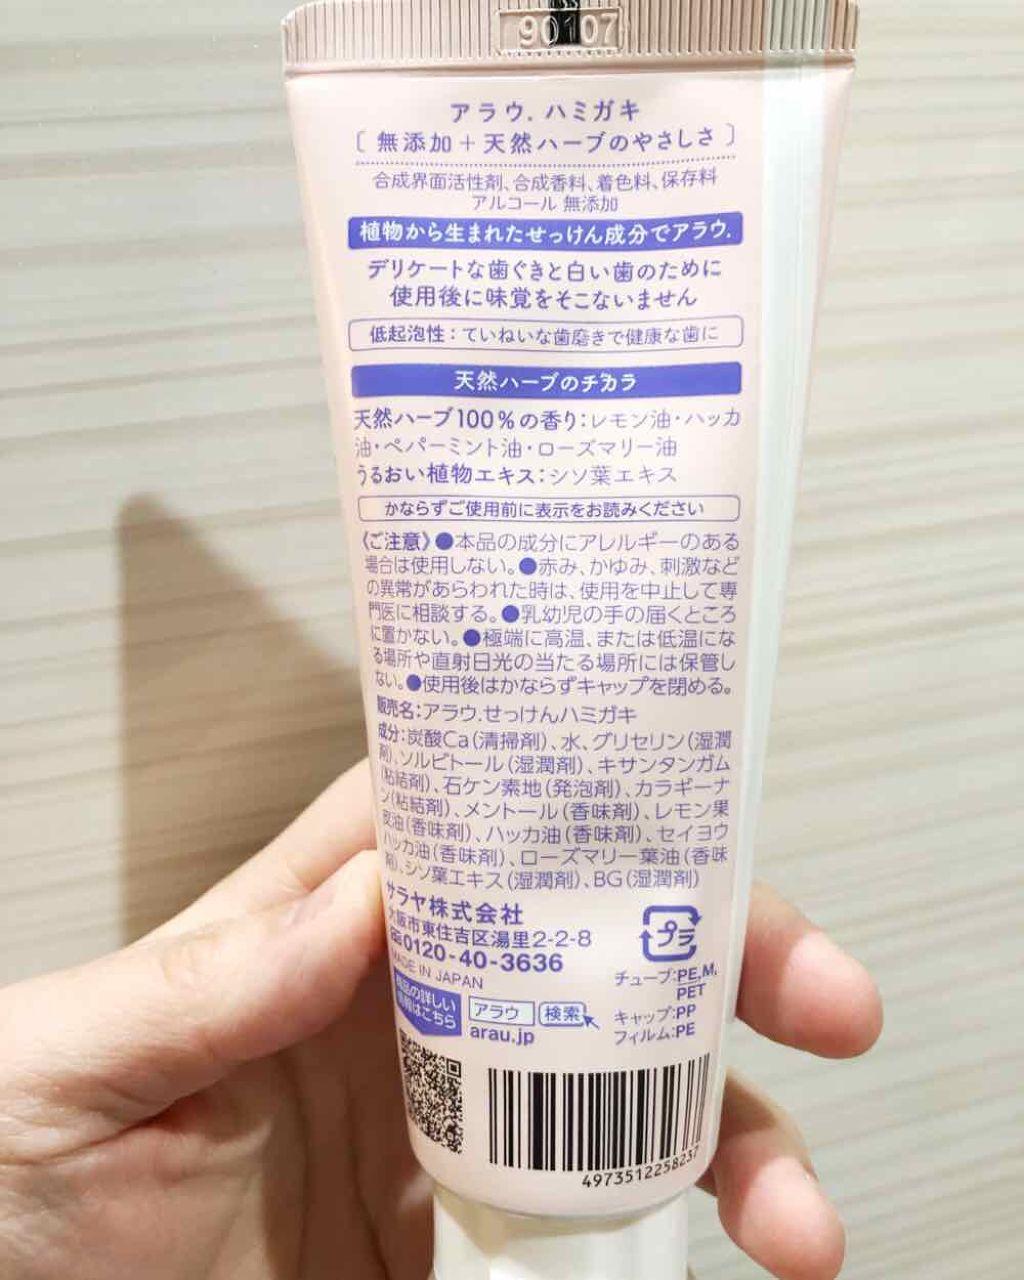 90107
アラウ. ハミガキ
〔 無添加+天然ハーブのやさしさ 〕
合成界面活性剤、合成香料、着色料、保存料
アルコール 無添加
植物から生まれたせっけん成分でアラウ.
デリケートな歯ぐきと白い歯のために
使用後に味覚をそこないません
低起泡性:ていねいな歯磨きで健康な歯に
天然ハーブのチカラ
天然ハーブ100%の香り:レモン油・ハッカ
油・ペパーミント油・ローズマリー油
うるおい植物エキス:シソ葉エキス
かならずご使用前に表示をお読みください
《ご注意》●本品の成分にアレルギーのある
場合は使用しない。●赤み、かゆみ、刺激など
の異常があらわれた時は、使用を中止して専
門医に相談する。●乳幼児の手の届くところ
に置かない。●極端に高温、または低温にな
る場所や直射日光の当たる場所には保管し
ない。●使用後はかならずキャップを閉める。
販売名:アラウ.せっけんハミガキ
成分:炭酸Ca(清掃剤)、水、グリセリン(湿潤
剤)、ソルビトール(湿潤剤)、キサンタンガム
(粘結剤)、石ケン素地(発泡剤)、カラギーナ
ン(粘結剤)、メントール(香味剤)、レモン果
皮油(香味剤)、ハッカ油(香味剤)、セイヨウ
ハッカ油(香味剤)、ローズマリー葉油(香味
剤)、シソ葉エキス(湿潤剤)、BG(湿潤剤)
サラヤ株式会社
大阪市東住吉区湯里2-2-8
0120-40-3636
MADE IN JAPAN
商品の詳しい
情報はこちら
アラウ 検索
arau.jp
プラ
チューブ:PE,M,
PET
キャップ:PP
フィルム:PE
4973512258237